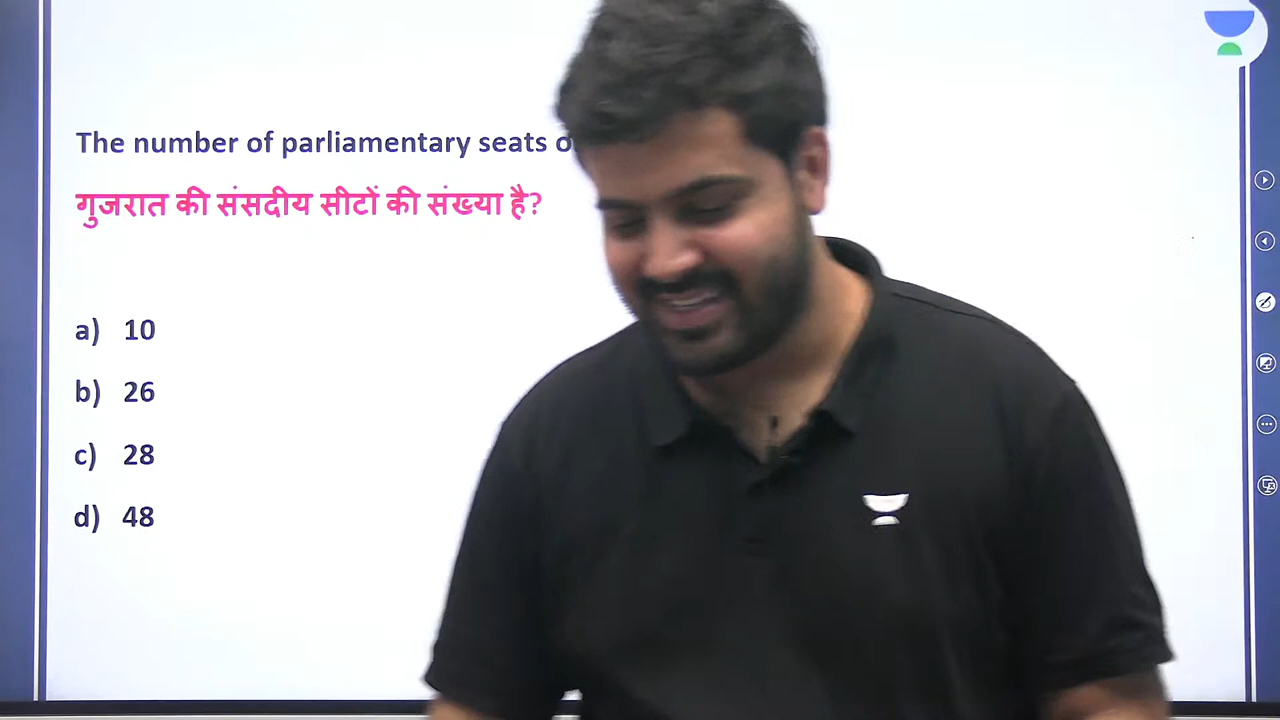 The number of parliamentary seats
गुजरात की संसदीय सीटों की संख्या है?
a) 10
b) 26
c) 28
d) 48